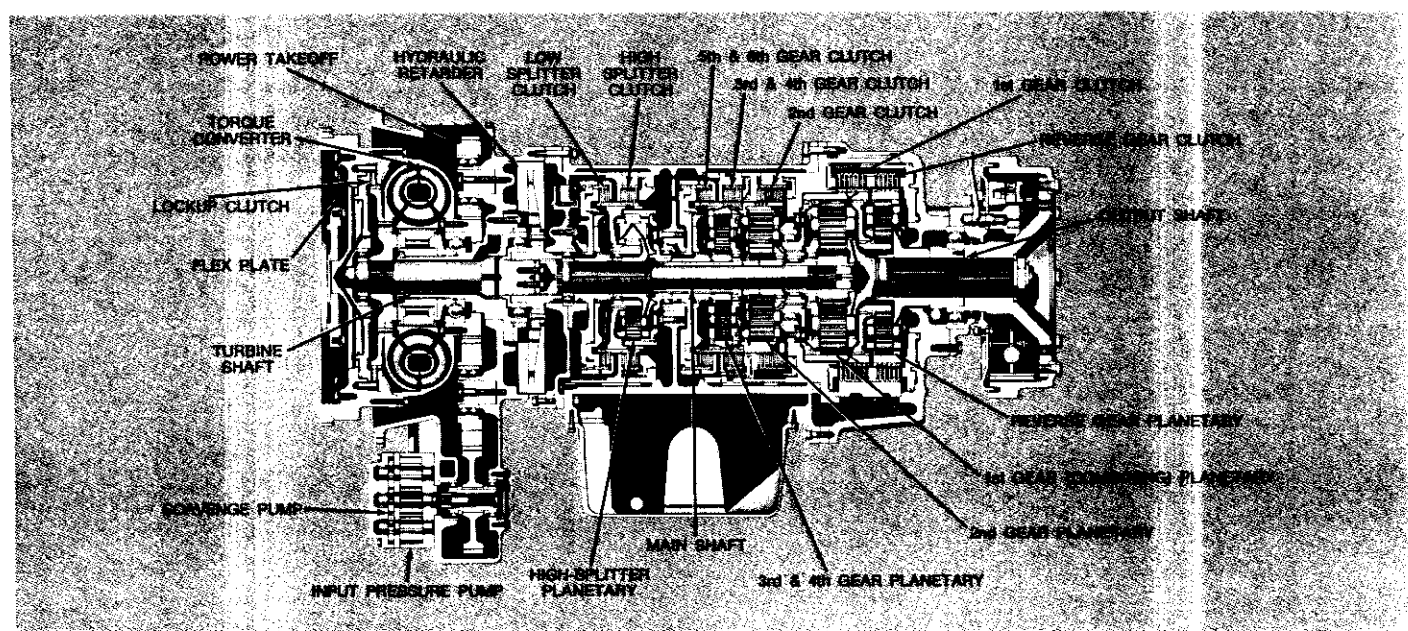 POWER TAKEOFF
HYDRAULIC
RETARDER
LOW
SPLITTER
CLUTCH
HIGH
SPLITTER
CLUTCH
5th & 6th GEAR CLUTCH
3rd & 4th GEAR CLUTCH
2nd GEAR CLUTCH
1st GEAR CLUTCH
REVERSE GEAR CLUTCH
TORQUE
CONVERTER
LOCKUP CLUTCH
OUTPUT SHAFT
FLEX PLATE
TURBINE
SHAFT
REVERSE GEAR PLANETARY
1st GEAR PLANETARY
SCAVENGE PUMP
2nd GEAR PLANETARY
MAIN SHAFT
HIGH-SPLITTER
PLANETARY
3rd & 4th GEAR PLANETARY
INPUT PRESSURE PUMP